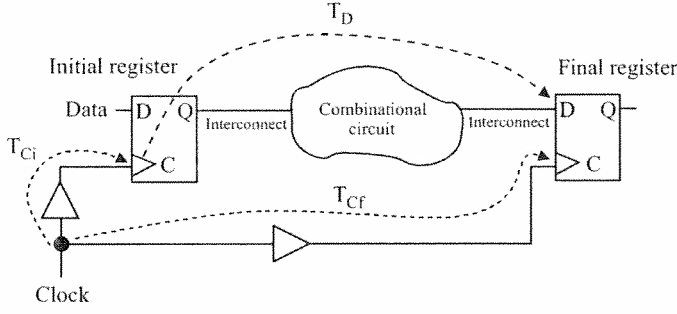 T_D
Initial register
Final register
Data
D
Q
Interconnect
Combinational
circuit
Interconnect
D
Q
T_Ci
C
C
T_Cf
Clock